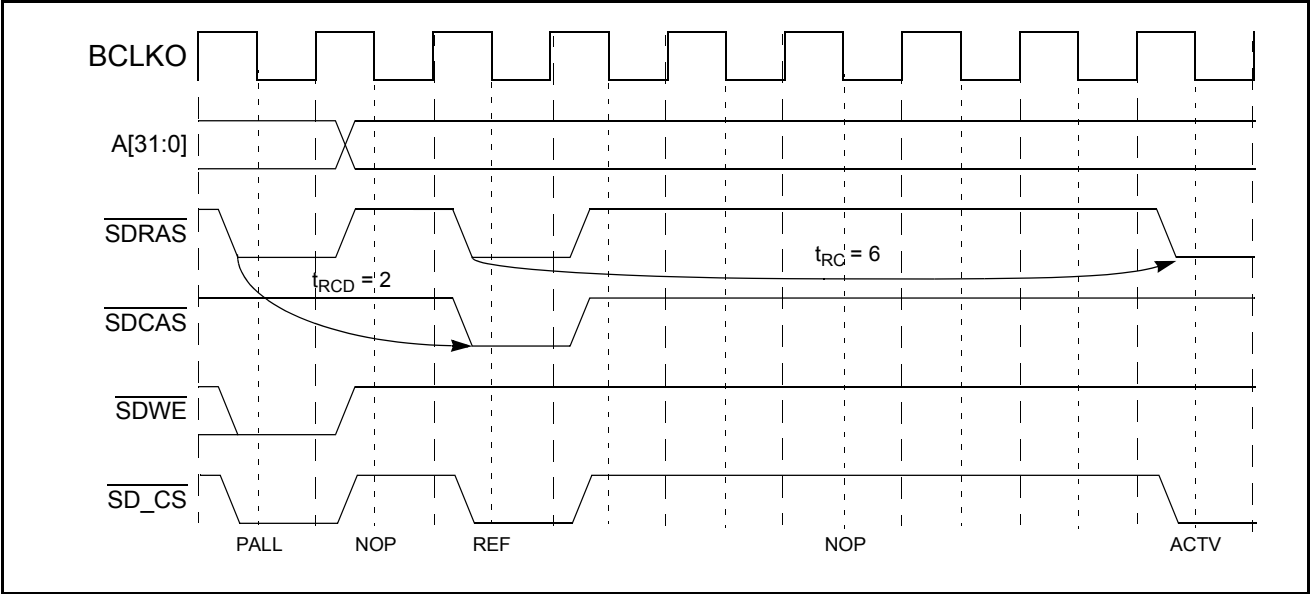 BCLKO
A[31:0]
SDRAS
tRC = 6
tRCD = 2
SDCAS
SDWE
SD_CS
PALL NOP REF NOP ACTV